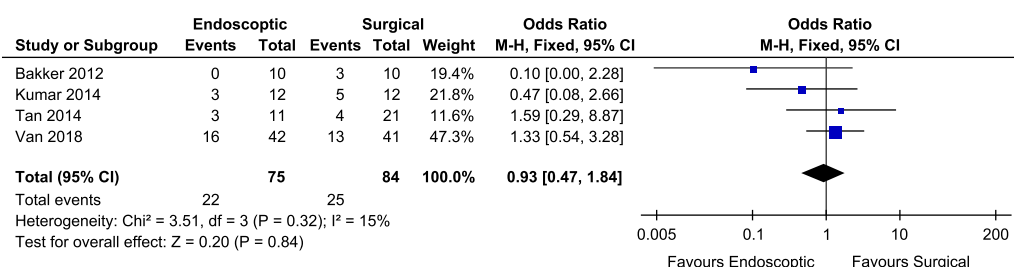 Endoscoptic Surgical Odds Ratio Odds Ratio
Study or Subgroup Events Total Events Total Weight M-H, Fixed, 95% CI M-H, Fixed, 95% CI
Bakker 2012 0 10 3 10 19.4% 0.10 [0.00, 2.28]
Kumar 2014 3 12 5 12 21.8% 0.47 [0.08, 2.66]
Tan 2014 3 11 4 21 11.6% 1.59 [0.29, 8.87]
Van 2018 16 42 13 41 47.3% 1.33 [0.54, 3.28]
Total (95% CI) 75 84 100.0% 0.93 [0.47, 1.84]
Total events 22 25
Heterogeneity: Chi² = 3.51, df = 3 (P = 0.32); I² = 15%
Test for overall effect: Z = 0.20 (P = 0.84)
0.005 0.1 1 10 200
Favours Endoscoptic Favours Surgical